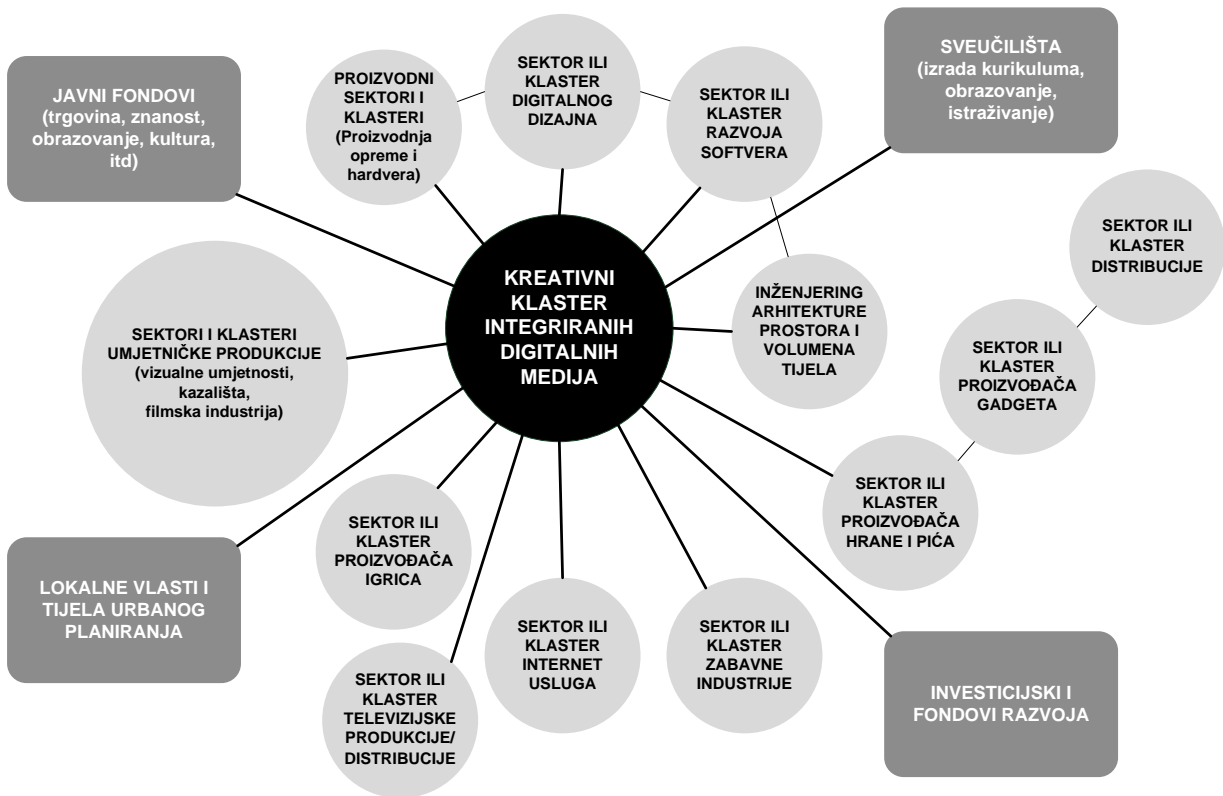 JAVNI FONDOVI
(trgovina, znanost,
obrazovanje, kultura,
itd)
PROIZVODNI
SEKTORI I
KLASTERI
(Proizvodnja
opreme i
hardvera)
SEKTOR ILI
KLASTER
DIGITALNOG
DIZAJNA
SEKTOR ILI
KLASTER
RAZVOJA
SOFTVERA
SVEUČILIŠTA
(izrada kurikuluma,
obrazovanje,
istraživanje)
SEKTOR ILI
KLASTER
DISTRIBUCIJE
KREATIVNI
KLASTER
INTEGRIRANIH
DIGITALNIH
MEDIJA
INŽENJERING
ARHITEKTURE
PROSTORA I
VOLUMENA
TIJELA
SEKTORI I KLASTERI
UMJETNIČKE PRODUKCIJE
(vizualne umjetnosti,
kazališta,
filmska industrija)
SEKTOR ILI
KLASTER
PROIZVOĐAČA
GADGETA
SEKTOR ILI
KLASTER
PROIZVOĐAČA
HRANE I PIĆA
SEKTOR ILI
KLASTER
PROIZVOĐAČA
IGRICA
LOKALNE VLASTI I
TIJELA URBANOG
PLANIRANJA
SEKTOR ILI
KLASTER
TELEVIZIJSKE
PRODUKCIJE/
DISTRIBUCIJE
SEKTOR ILI
KLASTER
INTERNET
USLUGA
SEKTOR ILI
KLASTER
ZABAVNE
INDUSTRIJE
INVESTICIJSKI I
FONDOVI RAZVOJA